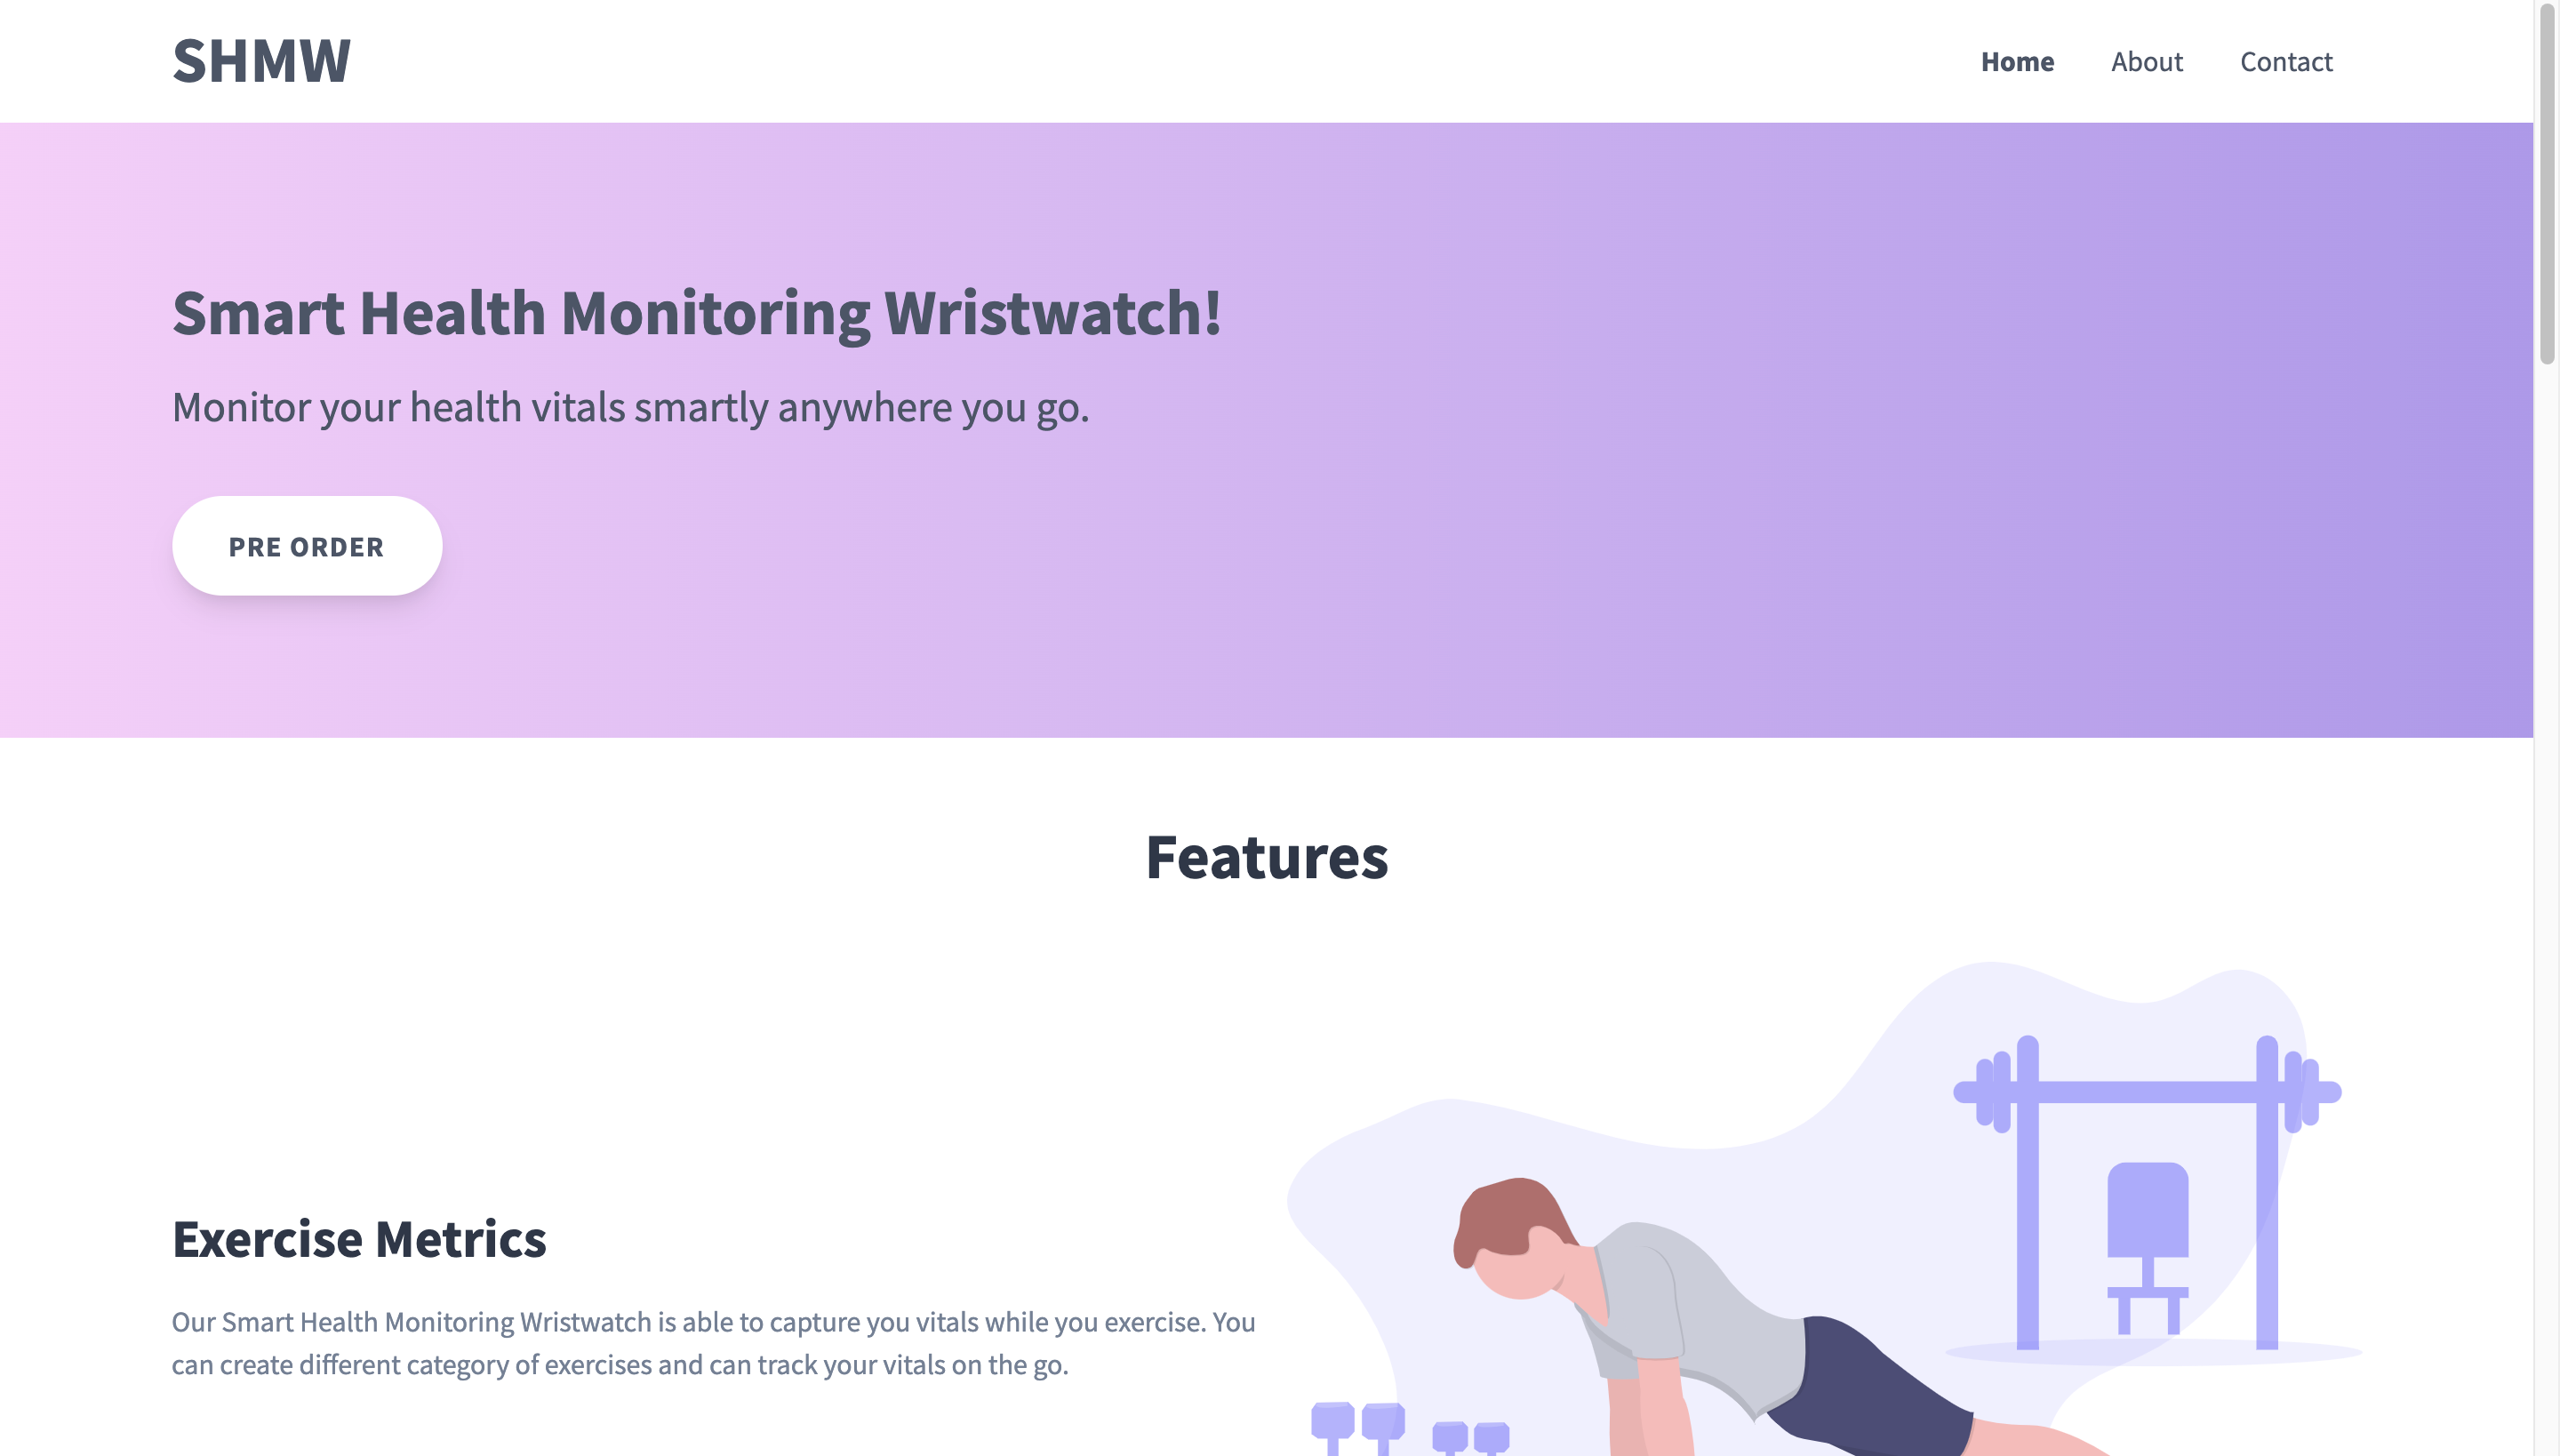 SHMW
Home About Contact
Smart Health Monitoring Wristwatch!
Monitor your health vitals smartly anywhere you go.
PRE ORDER
Features
Exercise Metrics
Our Smart Health Monitoring Wristwatch is able to capture you vitals while you exercise. You
can create different category of exercises and can track your vitals on the go.